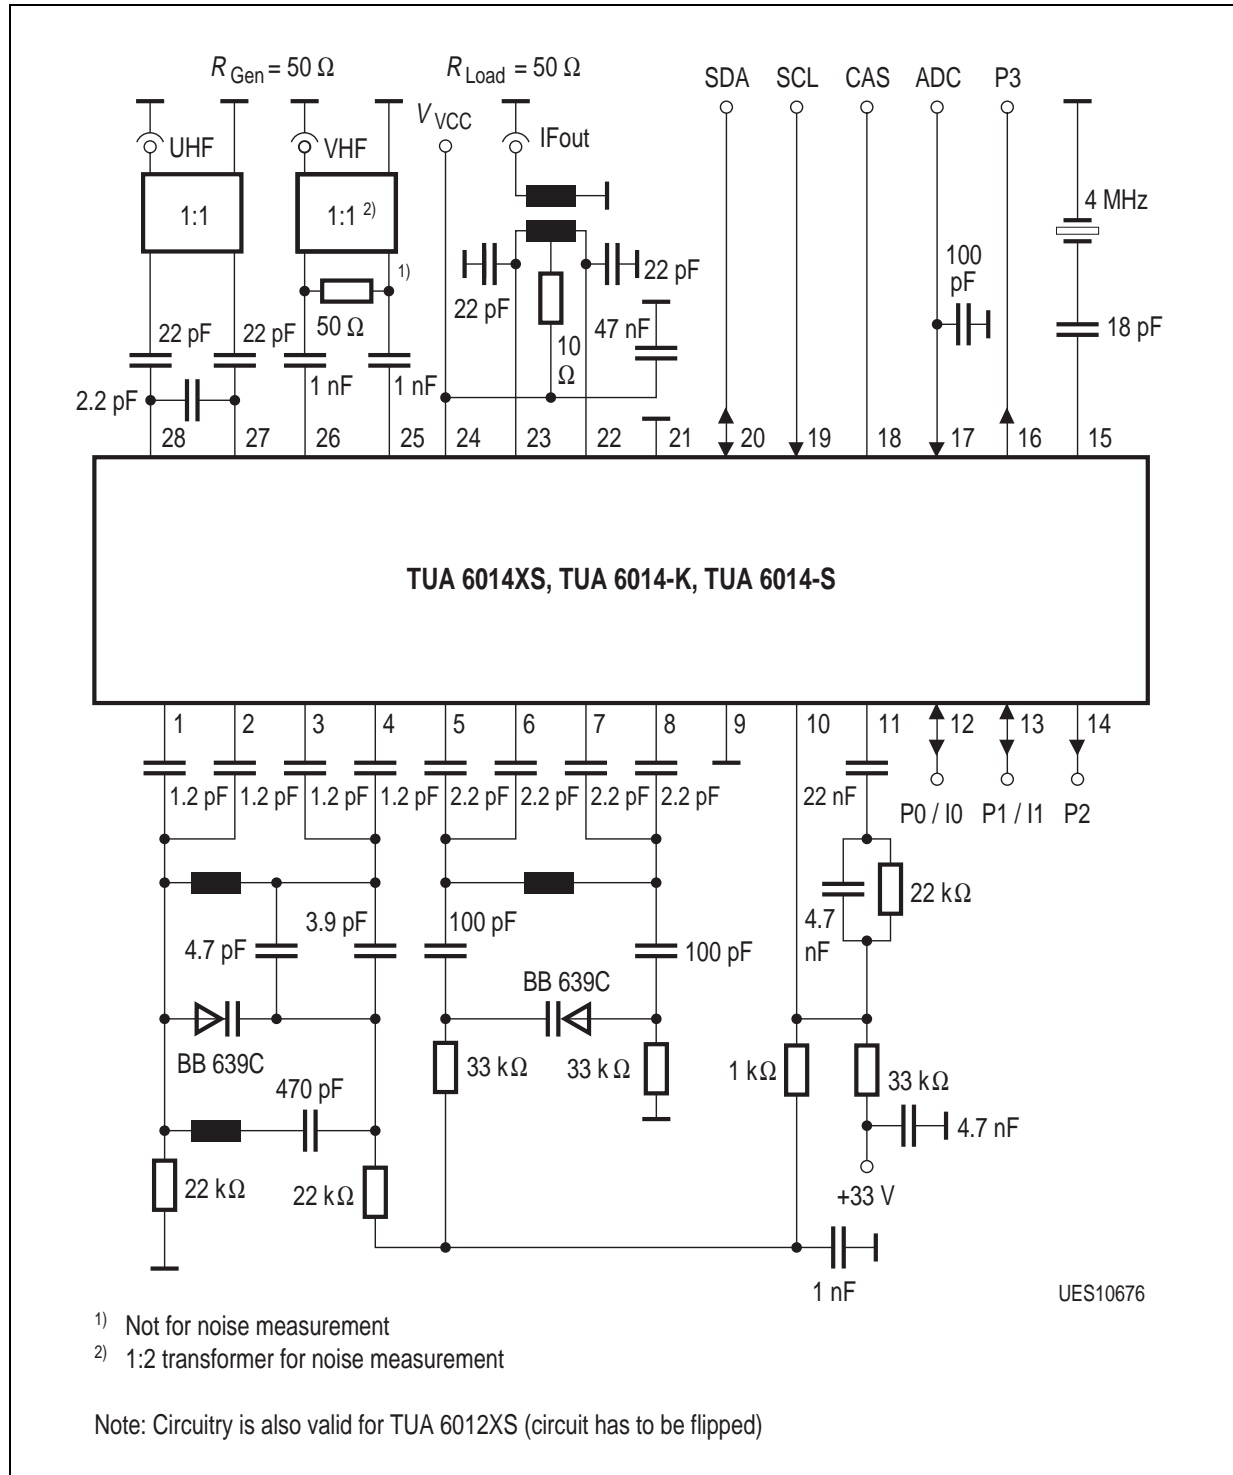 R Gen = 50 Ω
R Load = 50 Ω
SDA
SCL
CAS
ADC
P3
V VCC
UHF
VHF
IFout
1:1
1:1 2)
4 MHz
1)
100
pF
22 pF
22 pF
50 Ω
22 pF
22 pF
47 nF
18 pF
10
Ω
1 nF
1 nF
2.2 pF
28
27
26
25
24
23
22
21
20
19
18
17
16
15
TUA 6014XS, TUA 6014-K, TUA 6014-S
1
2
3
4
5
6
7
8
9
10
11
12
13
14
1.2 pF
1.2 pF
1.2 pF
1.2 pF
2.2 pF
2.2 pF
2.2 pF
2.2 pF
22 nF
P0 / I0
P1 / I1
P2
22 kΩ
4.7
nF
3.9 pF
100 pF
4.7 pF
100 pF
BB 639C
BB 639C
33 kΩ
33 kΩ
1 kΩ
33 kΩ
470 pF
4.7 nF
22 kΩ
22 kΩ
+33 V
1 nF
UES10676
1) Not for noise measurement
2) 1:2 transformer for noise measurement
Note: Circuitry is also valid for TUA 6012XS (circuit has to be flipped)